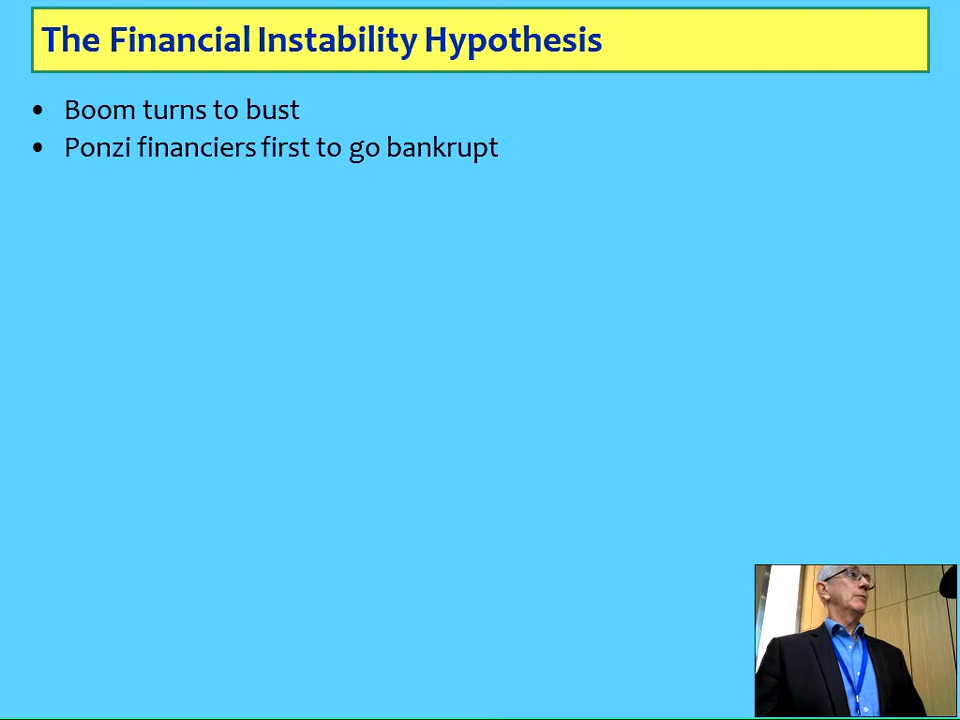 The Financial Instability Hypothesis
• Boom turns to bust
• Ponzi financiers first to go bankrupt